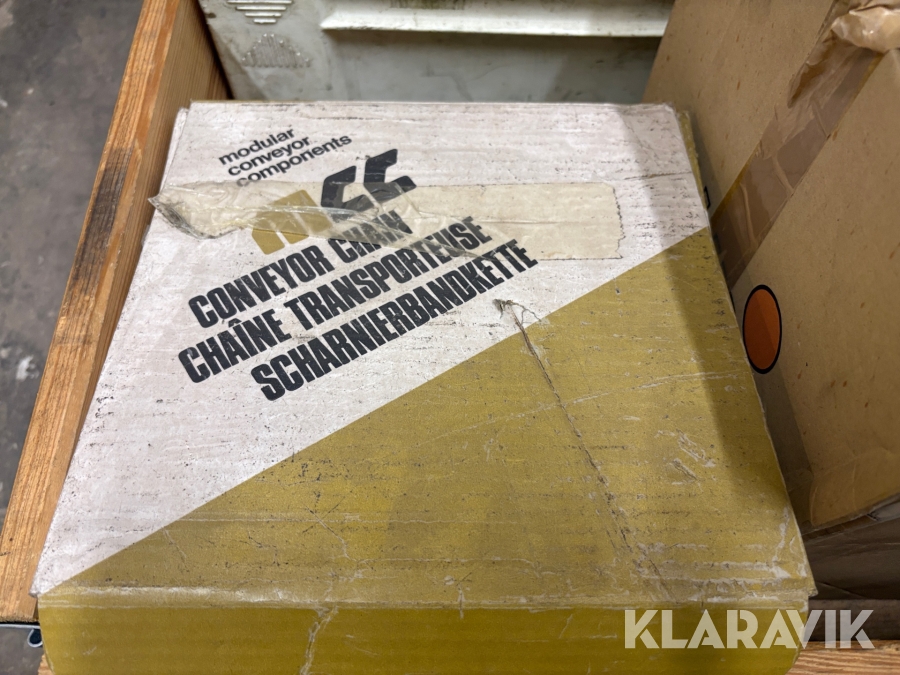 modular
conveyor
components
CONVEYOR CHAIN
CHAÎNE TRANSPORTEUSE
SCHARNIERBANDKETTE
KLARAVIK